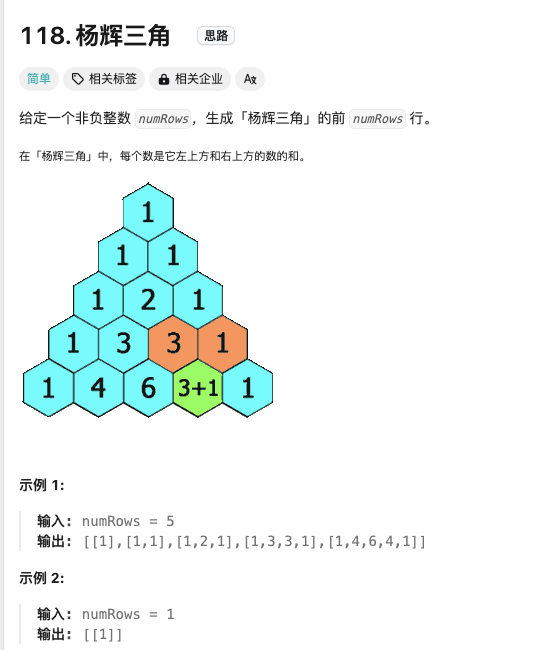 118. 杨辉三角 思路
简单 相关标签 相关企业 AX
给定一个非负整数 numRows，生成「杨辉三角」的前 numRows 行。
在「杨辉三角」中，每个数是它左上方和右上方的数的和。
1
1 1
1 2 1
1 3 3 1
1 4 6 3+1 1
示例 1:
输入: numRows = 5
输出: [[1],[1,1],[1,2,1],[1,3,3,1],[1,4,6,4,1]]
示例 2:
输入: numRows = 1
输出: [[1]]